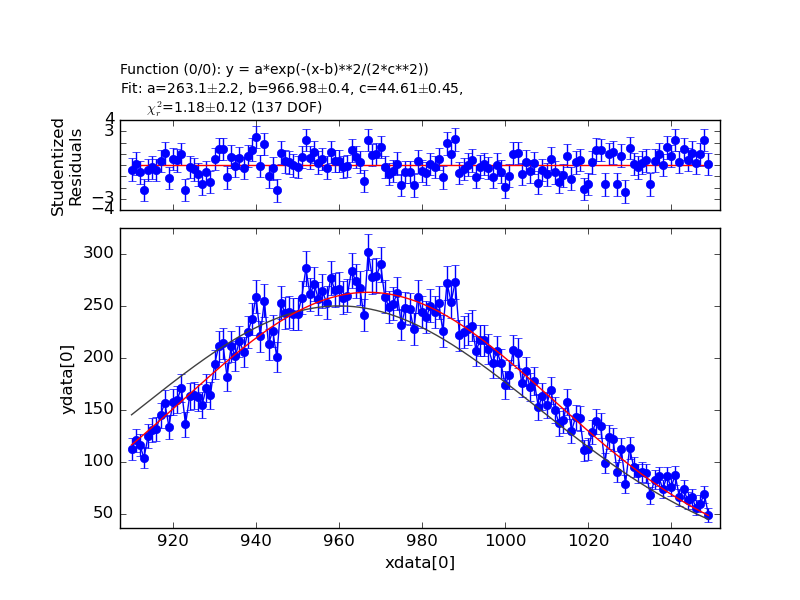 Function (0/0): y = a*exp(-(x-b)**2/(2*c**2))
Fit: a=263.1±2.2, b=966.98±0.4, c=44.61±0.45,
χ²ᵣ=1.18±0.12 (137 DOF)
4
3
−3
−4
Studentized
Residuals
300
250
200
150
100
50
ydata[0]
920 940 960 980 1000 1020 1040
xdata[0]